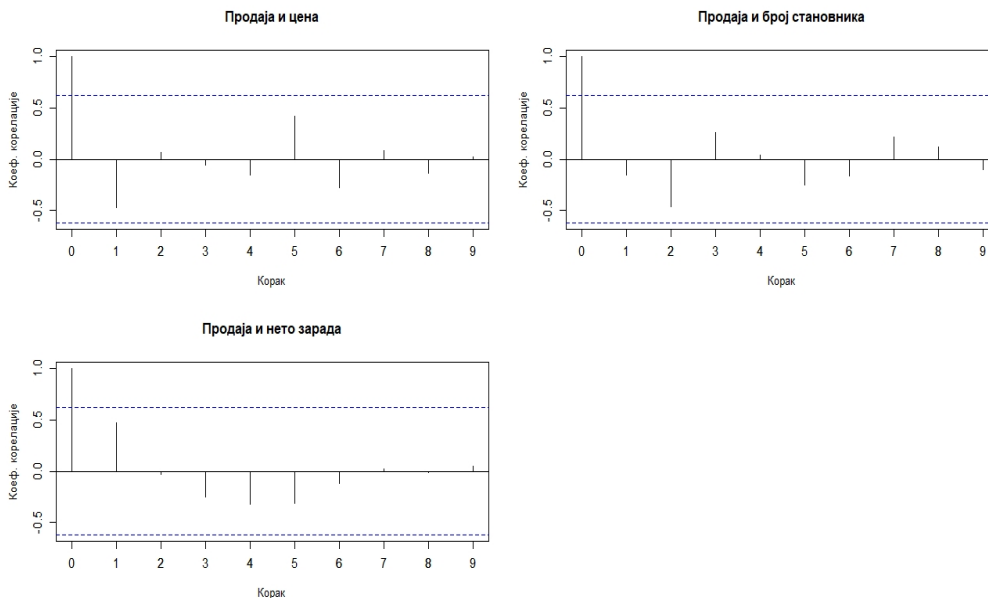 Продаја и цена
Коеф. корелације
1.0
0.5
0.0
-0.5
0 1 2 3 4 5 6 7 8 9
Корак
Продаја и број становника
Коеф. корелације
1.0
0.5
0.0
-0.5
0 1 2 3 4 5 6 7 8 9
Корак
Продаја и нето зарада
Коеф. корелације
1.0
0.5
0.0
-0.5
0 1 2 3 4 5 6 7 8 9
Корак